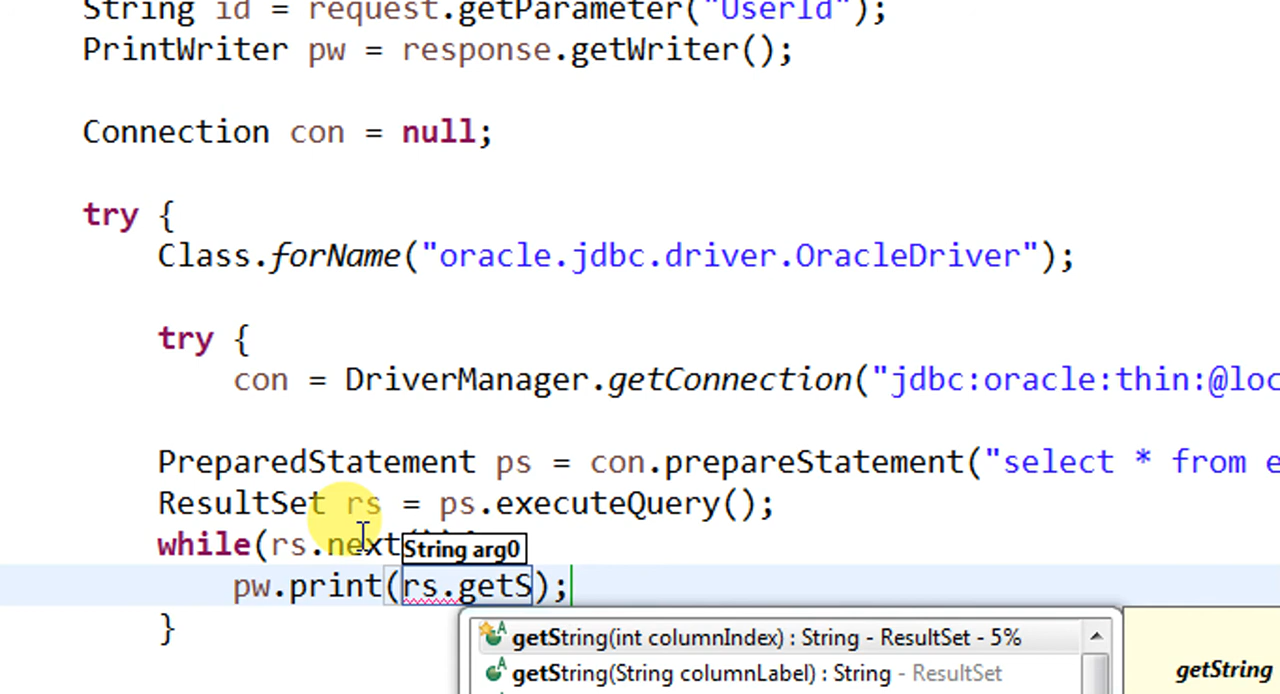 String id = request.getParameter("UserId");
PrintWriter pw = response.getWriter();
Connection con = null;
try {
Class.forName("oracle.jdbc.driver.OracleDriver");
try {
con = DriverManager.getConnection("jdbc:oracle:thin:@loc
PreparedStatement ps = con.prepareStatement("select * from e
ResultSet rs = ps.executeQuery();
while(rs.next
String arg0
pw.print(rs.getS);
}
getString(int columnIndex) : String - ResultSet - 5%
getString(String columnLabel) : String - ResultSet
getString